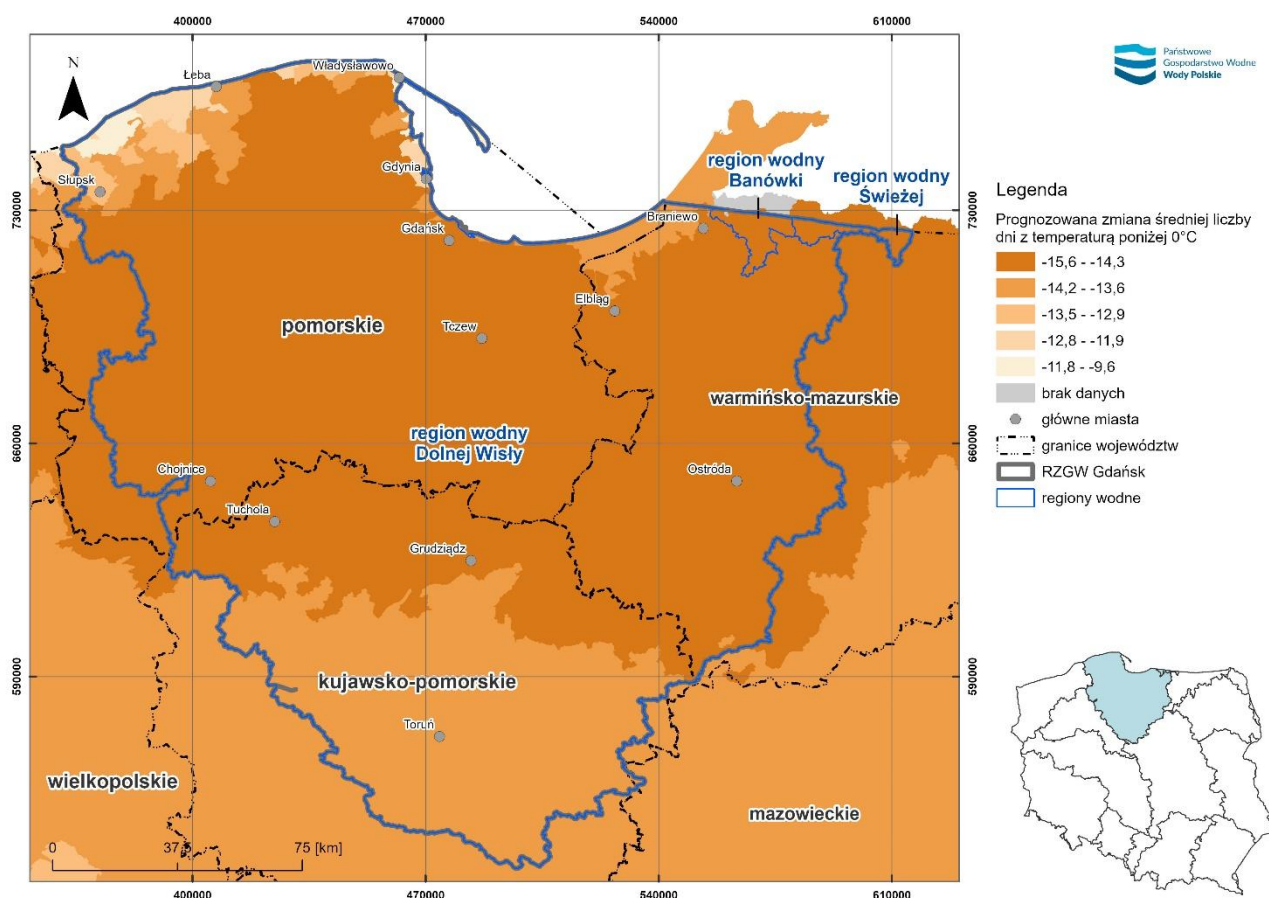 400000
470000
540000
610000
N
Łeba
Władysławowo
Państwowe
Gospodarstwo Wodne
Wody Polskie
Gdynia
region wodny
Banówki
region wodny
Świeżej
Słupsk
730000
Braniewo
730000
Gdańsk
Legenda
Prognozowana zmiana średniej liczby
dni z temperaturą poniżej 0°C
-15,6 - -14,3
-14,2 - -13,6
-13,5 - -12,9
-12,8 - -11,9
-11,8 - -9,6
brak danych
główne miasta
granice województw
RZGW Gdańsk
regiony wodne
Elbląg
pomorskie
Tczew
warmińsko-mazurskie
region wodny
Dolnej Wisły
660000
660000
Chojnice
Ostróda
Tuchola
Grudziądz
590000
590000
kujawsko-pomorskie
Toruń
wielkopolskie
mazowieckie
0
37,5
75 [km]
400000
470000
540000
610000